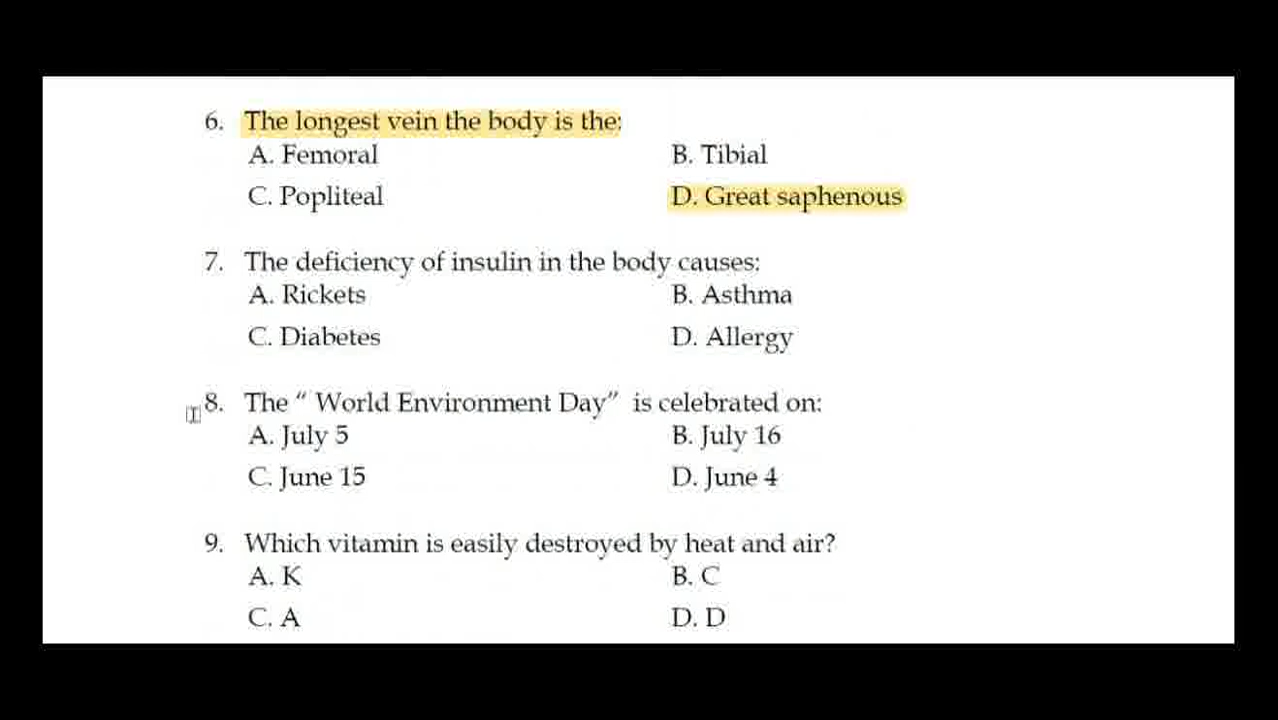 6. The longest vein the body is the:
A. Femoral B. Tibial
C. Popliteal D. Great saphenous
7. The deficiency of insulin in the body causes:
A. Rickets B. Asthma
C. Diabetes D. Allergy
8. The “ World Environment Day” is celebrated on:
A. July 5 B. July 16
C. June 15 D. June 4
9. Which vitamin is easily destroyed by heat and air?
A. K B. C
C. A D. D